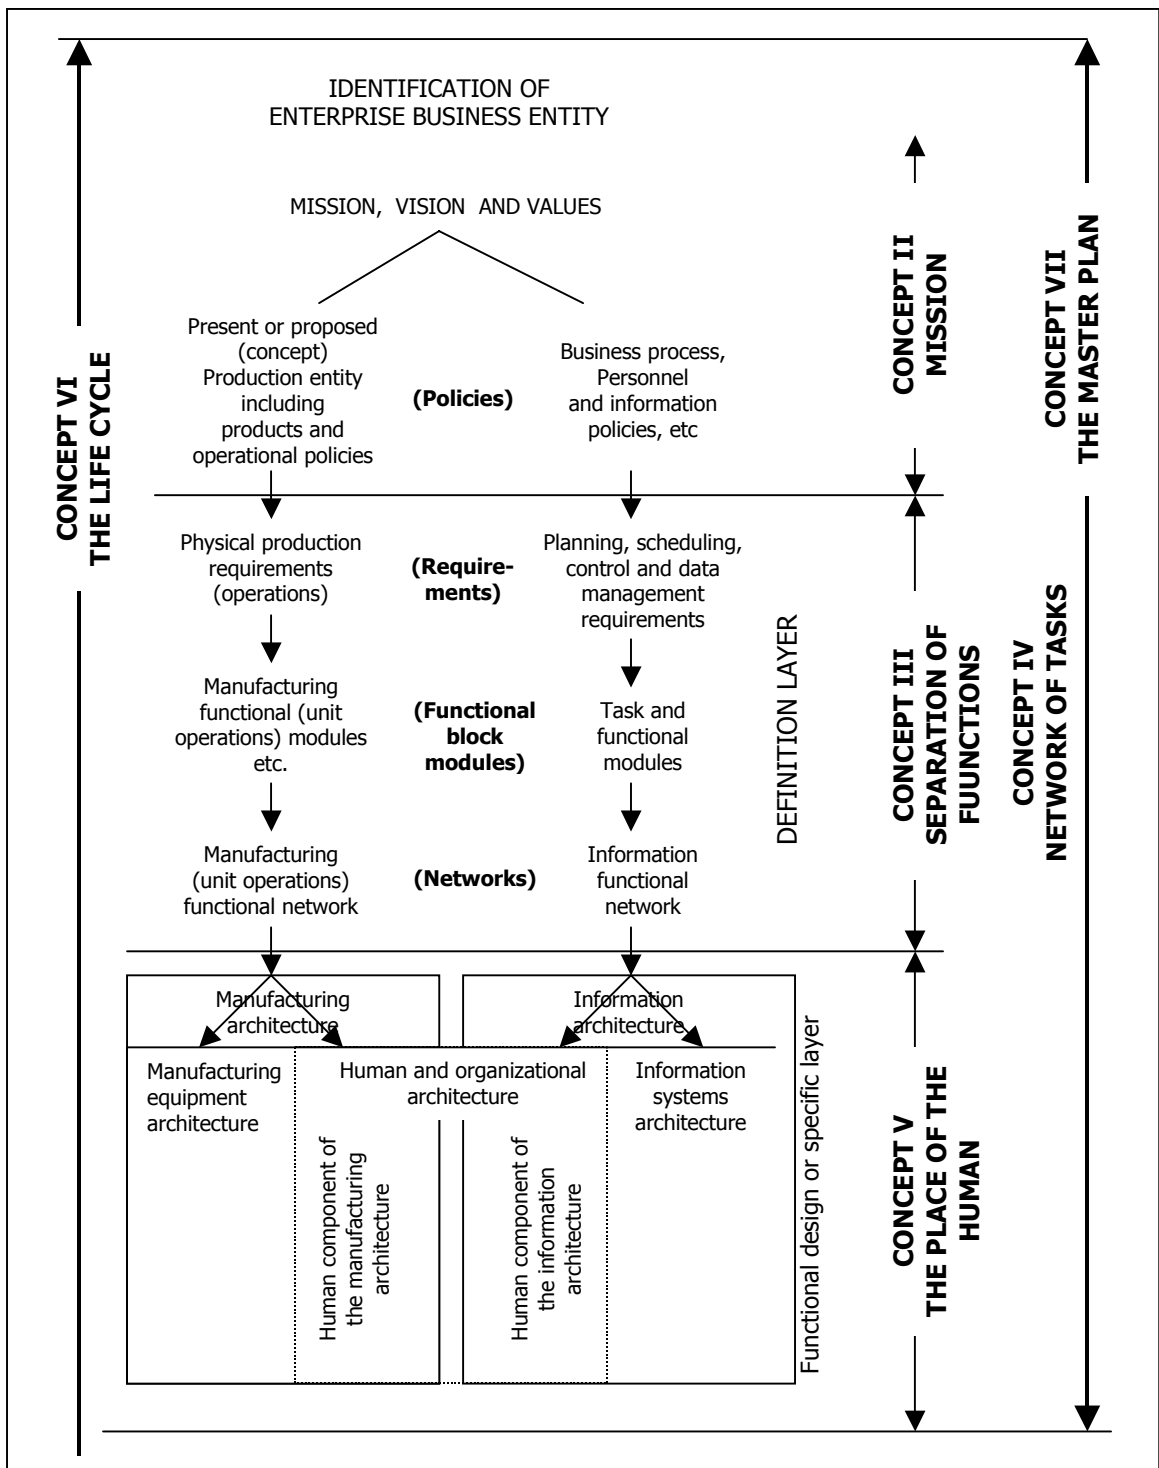 IDENTIFICATION OF
ENTERPRISE BUSINESS ENTITY
MISSION, VISION AND VALUES
Present or proposed
(concept)
Production entity
including
products and
operational policies
(Policies)
Business process,
Personnel
and information
policies, etc
Physical production
requirements
(operations)
(Require-
ments)
Planning, scheduling,
control and data
management
requirements
Manufacturing
functional (unit
operations) modules
etc.
(Functional
block
modules)
Task and
functional
modules
Manufacturing
(unit operations)
functional network
(Networks)
Information
functional
network
Manufacturing
architecture
Information
architecture
Manufacturing
equipment
architecture
Human and organizational
architecture
Information
systems
architecture
Human component of
the manufacturing
architecture
Human component of
the information
architecture
CONCEPT VI
THE LIFE CYCLE
DEFINITION LAYER
Functional design or specific layer
CONCEPT II
MISSION
CONCEPT III
SEPARATION OF
FUUNCTIONS
CONCEPT V
THE PLACE OF THE
HUMAN
CONCEPT VII
THE MASTER PLAN
CONCEPT IV
NETWORK OF TASKS